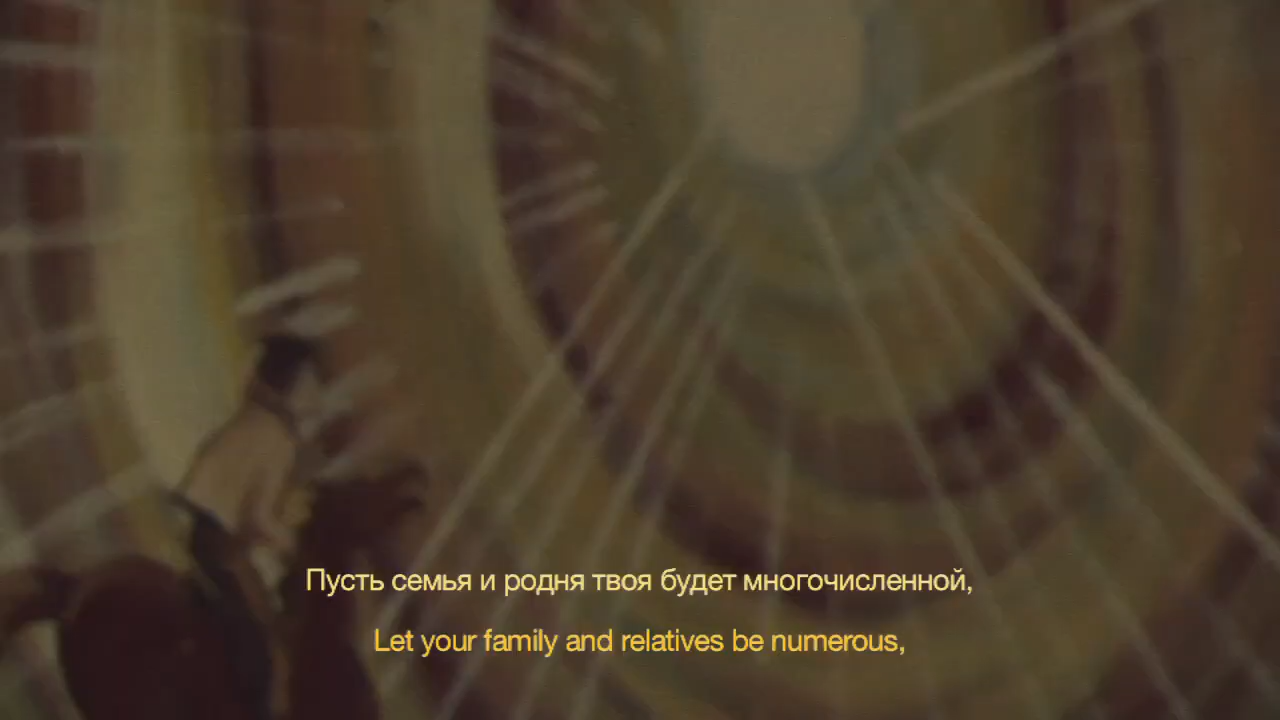 Пусть семья и родня твоя будет многочисленной,
Let your family and relatives be numerous,